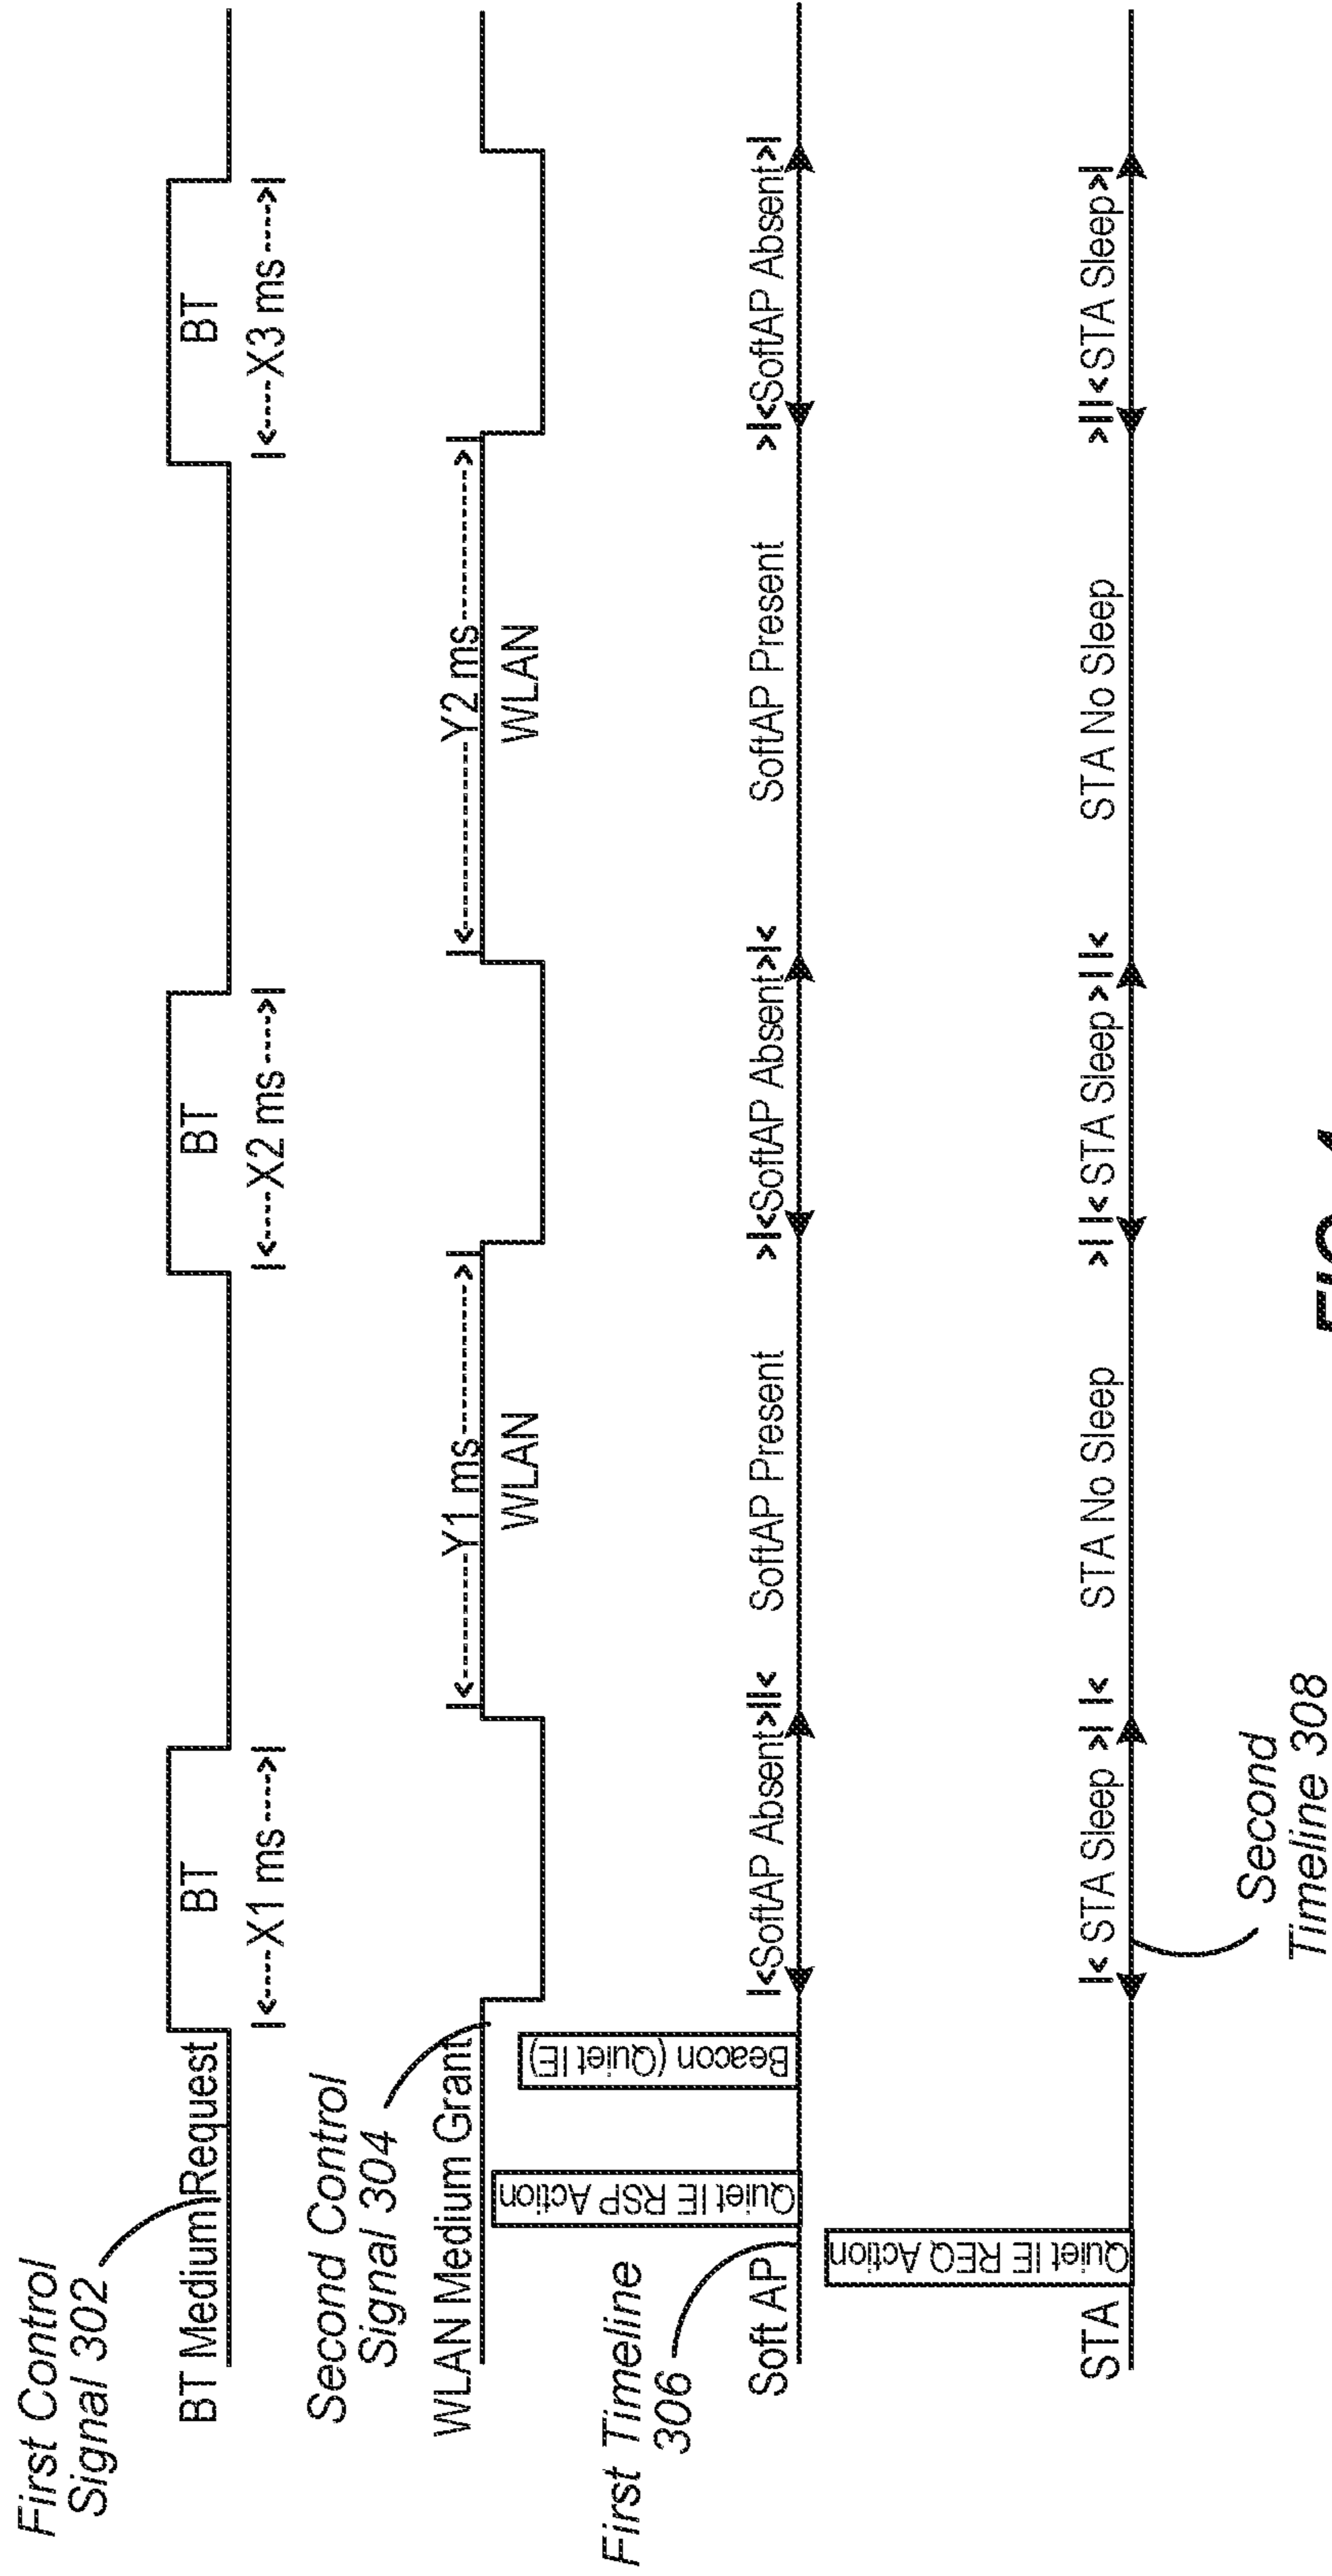 First Control
Signal 302
BT Medium Request
BT
BT
BT
|<----X1 ms---->|
|<----X2 ms---->|
|<----X3 ms---->|
Second Control
Signal 304
WLAN Medium Grant
|<---------Y1 ms--------->|
WLAN
|<-----------Y2 ms----------->|
WLAN
First Timeline
306
Soft AP
Quiet IE RSP Action
Beacon (Quiet IE)
|<SoftAP Absent>||<
SoftAP Present
>|<SoftAP Absent>|<
SoftAP Present
>|<SoftAP Absent>|
STA
Quiet IE REQ Action
|< STA Sleep >| |<
STA No Sleep
>| |< STA Sleep >| |<
STA No Sleep
>||<STA Sleep>|
Second
Timeline 308